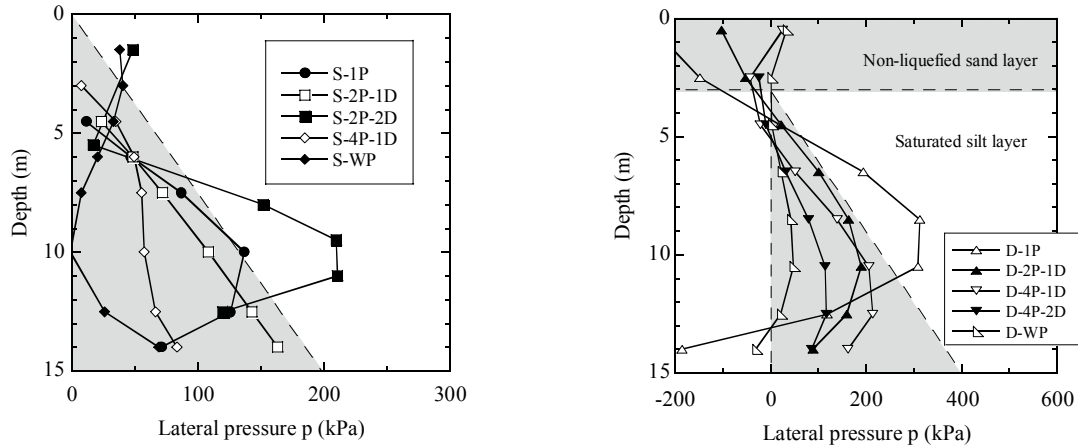 0
5
10
15
Depth (m)
0
100
200
300
Lateral pressure p (kPa)
S-1P
S-2P-1D
S-2P-2D
S-4P-1D
S-WP
0
5
10
15
Depth (m)
-200
0
200
400
600
Lateral pressure p (kPa)
Non-liquefied sand layer
Saturated silt layer
D-1P
D-2P-1D
D-4P-1D
D-4P-2D
D-WP